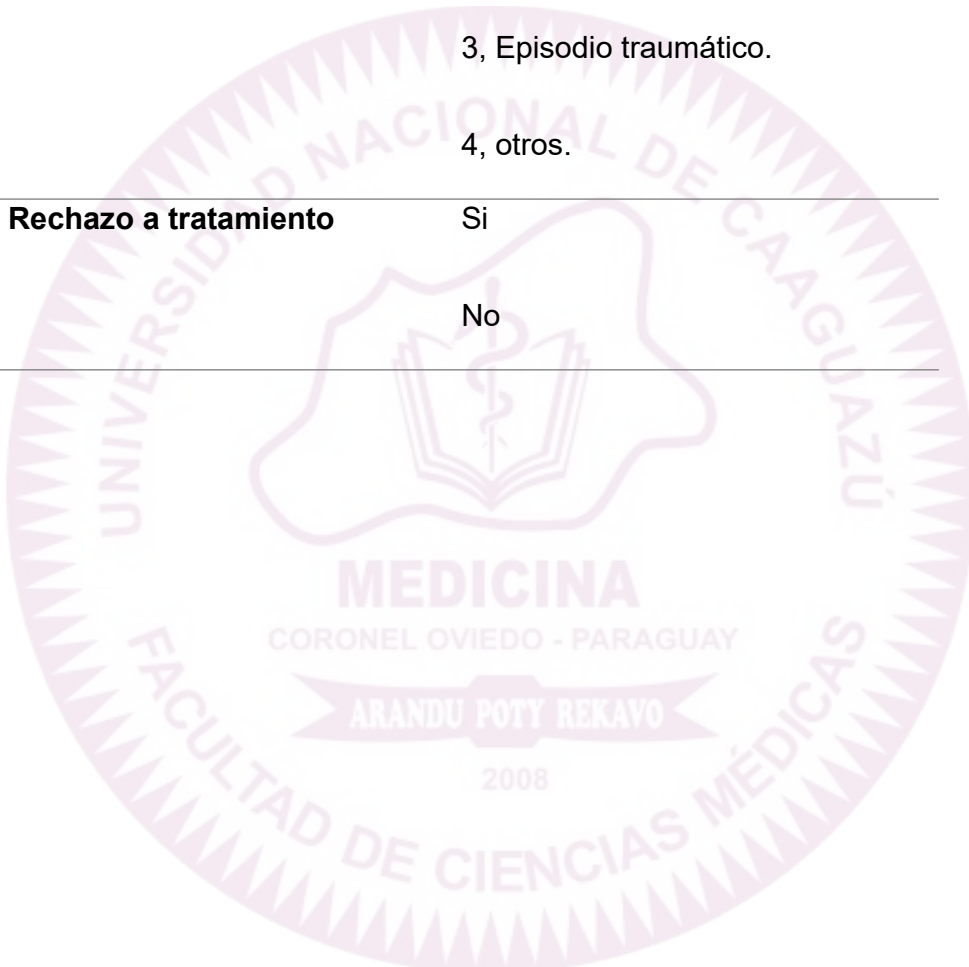 3, Episodio traumático.
4, otros.
Rechazo a tratamiento Si
No
UNIVERSIDAD NACIONAL DE CAAGUAZÚ
MEDICINA
CORONEL OVIEDO - PARAGUAY
ARANDU POTY REKAVO
2008
FACULTAD DE CIENCIAS MÉDICAS